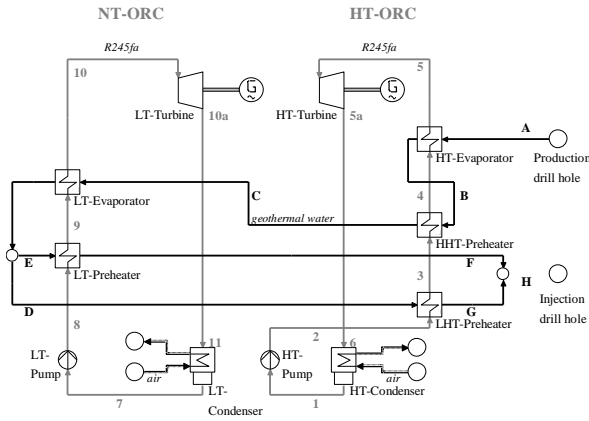 NT-ORC
HT-ORC
R245fa
R245fa
10
5
G
G
LT-Turbine
10a
HT-Turbine
5a
A
HT-Evaporator
Production
drill hole
LT-Evaporator
C
4
B
geothermal water
9
HHT-Preheater
E
LT-Preheater
F
3
H
Injection
drill hole
D
G
LHT-Preheater
8
2
11
6
LT-
Pump
HT-
Pump
air
air
7
LT-
Condenser
1
HT-Condenser